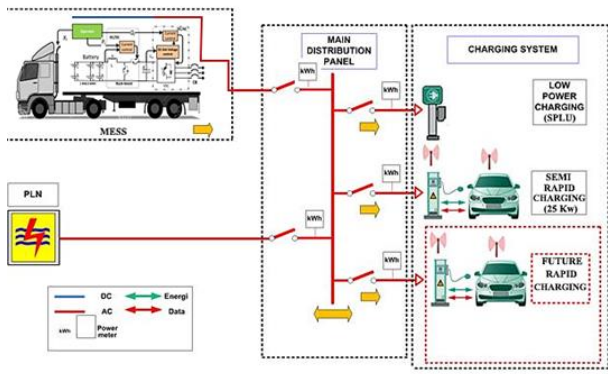 Battery
MESS
MAIN
DISTRIBUTION
PANEL
CHARGING SYSTEM
kWh
kWh
LOW
POWER
CHARGING
(SPLU)
PLN
kWh
SEMI
RAPID
CHARGING
(25 Kw)
kWh
kWh
FUTURE
RAPID
CHARGING
DC
Energi
AC
Data
kWh
Power
meter